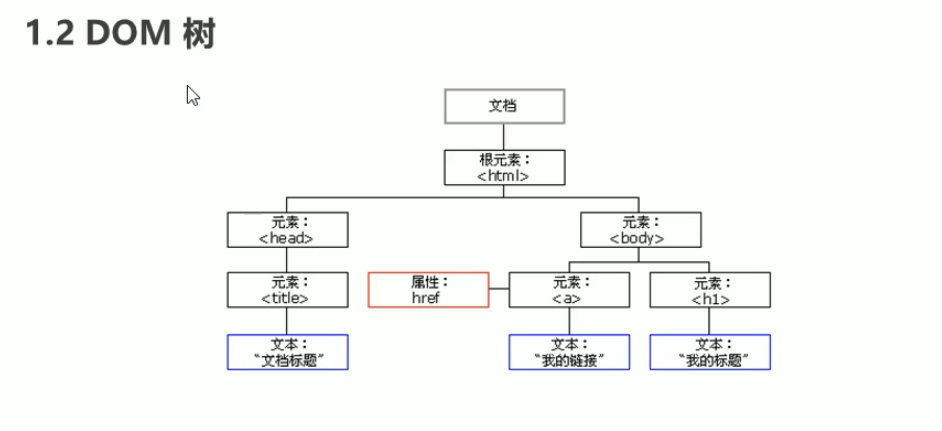 1.2 DOM 树
文档
根元素：
<html>
元素：
<head>
元素：
<body>
元素：
<title>
属性：
href
元素：
<a>
元素：
<h1>
文本：
“文档标题”
文本：
“我的链接”
文本：
“我的标题”